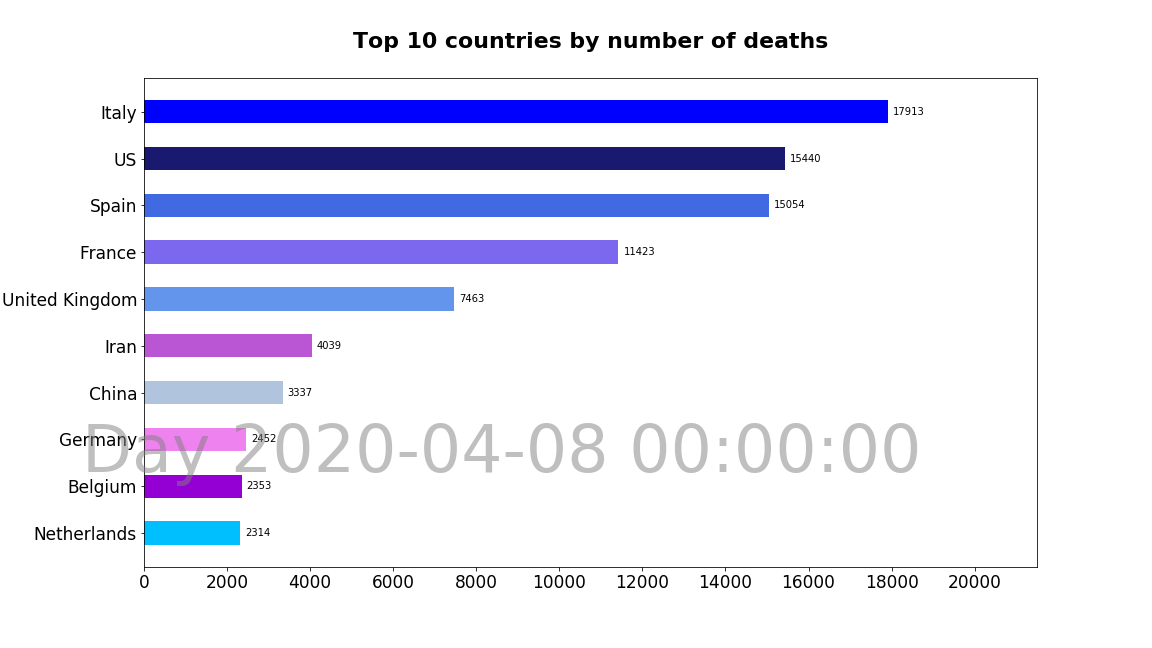 Top 10 countries by number of deaths
Italy 17913
US 15440
Spain 15054
France 11423
United Kingdom 7463
Iran 4039
China 3337
Germany 2452
Day 2020-04-08 00:00:00
Belgium 2353
Netherlands 2314
0 2000 4000 6000 8000 10000 12000 14000 16000 18000 20000